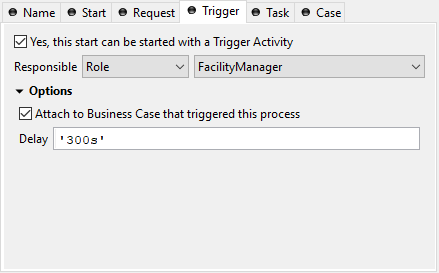 Name Start Request Trigger Task Case
Yes, this start can be started with a Trigger Activity
Responsible Role FacilityManager
Options
Attach to Business Case that triggered this process
Delay '300s'